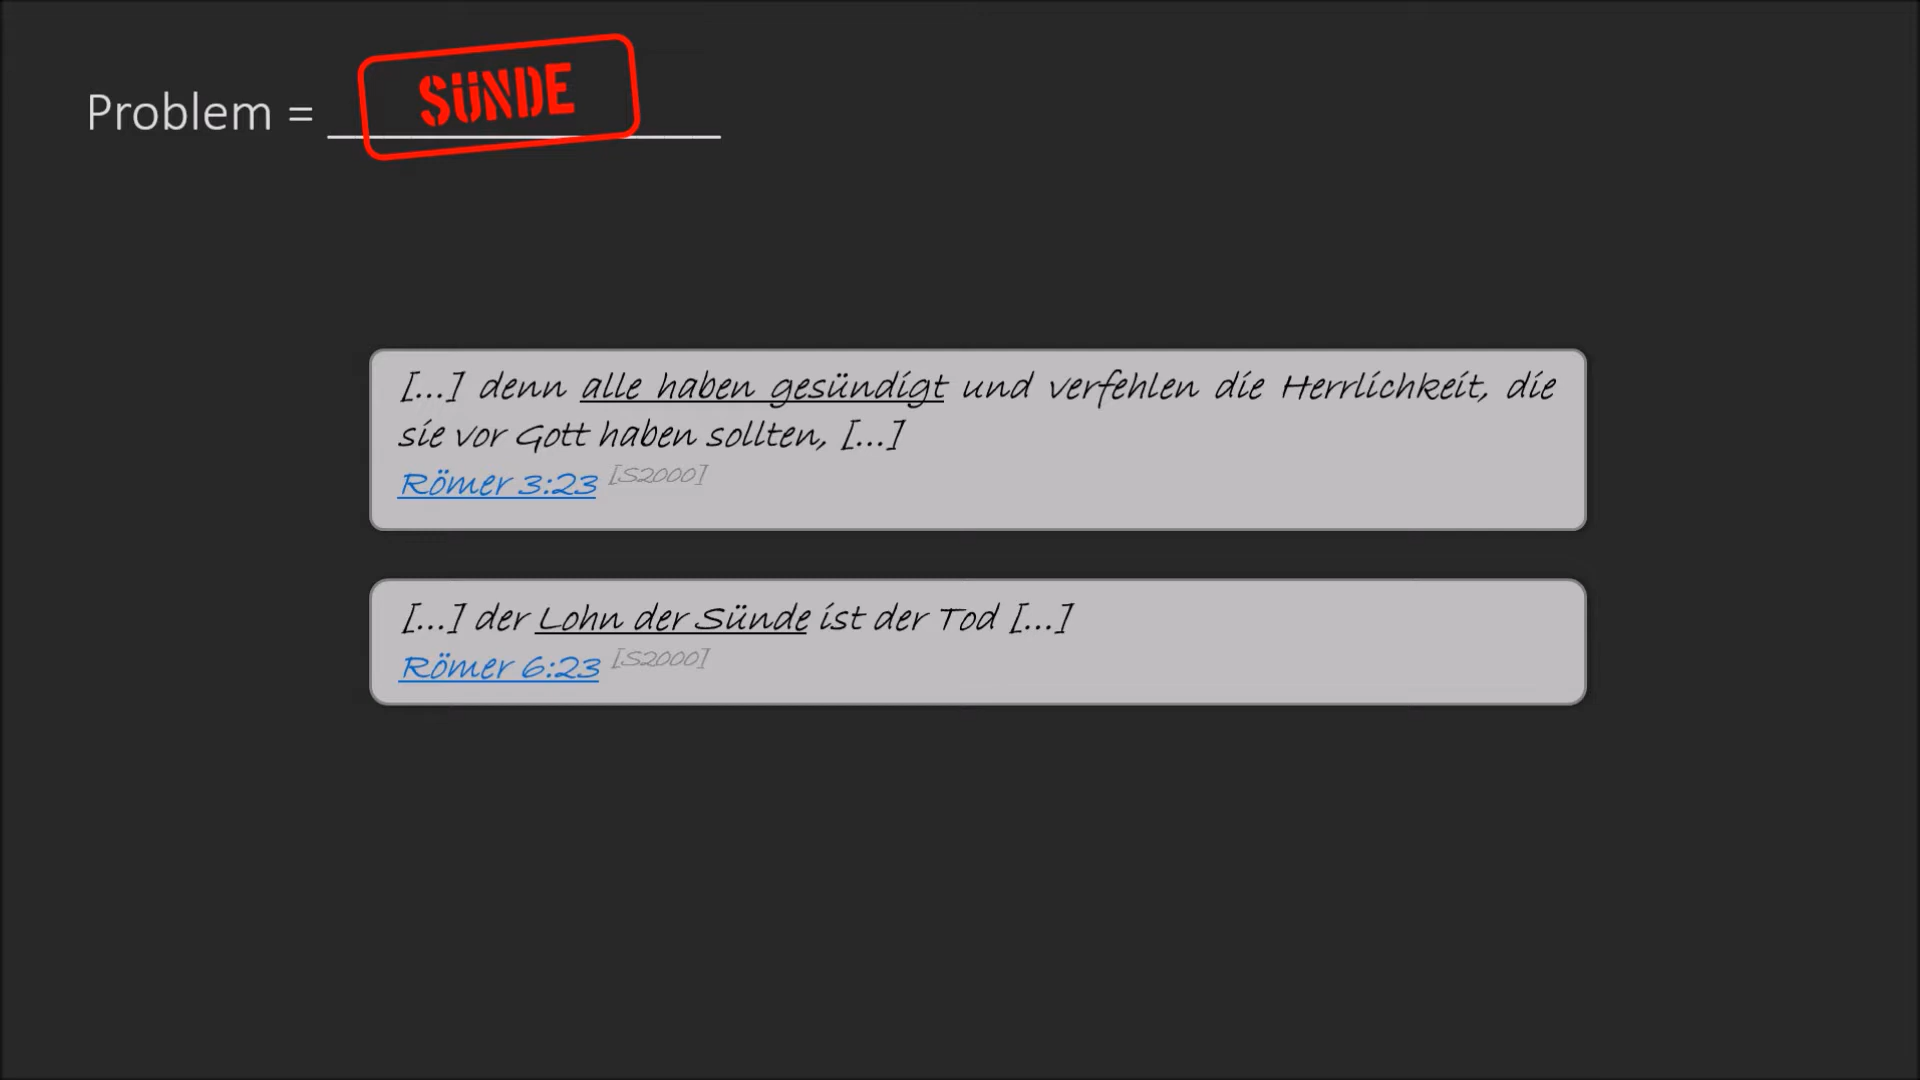 Problem = SÜNDE
[...] denn alle haben gesündigt und verfehlen die Herrlichkeit, die
sie vor Gott haben sollten, [...]
Römer 3:23 [S2000]
[...] der Lohn der Sünde ist der Tod [...]
Römer 6:23 [S2000]